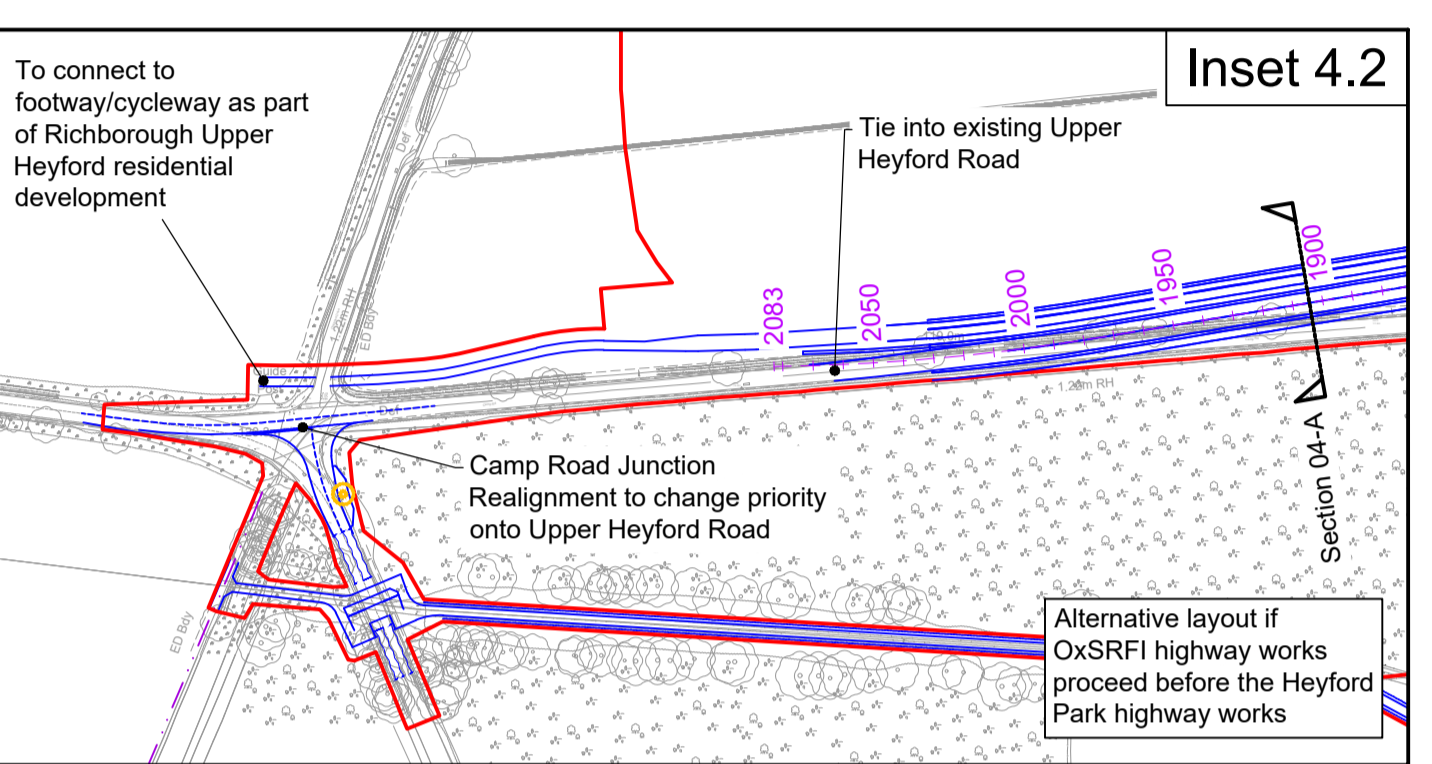 Inset 4.2
To connect to
footway/cycleway as part
of Richborough Upper
Heyford residential
development
Tie into existing Upper
Heyford Road
2083
2050
2000
1950
1900
Def
1.22m RH
ED Bdy
Guide
Def
1.20m RH
Camp Road Junction
Realignment to change priority
onto Upper Heyford Road
Section 04-A
ED Bdy
Alternative layout if
OxSRFI highway works
proceed before the Heyford
Park highway works